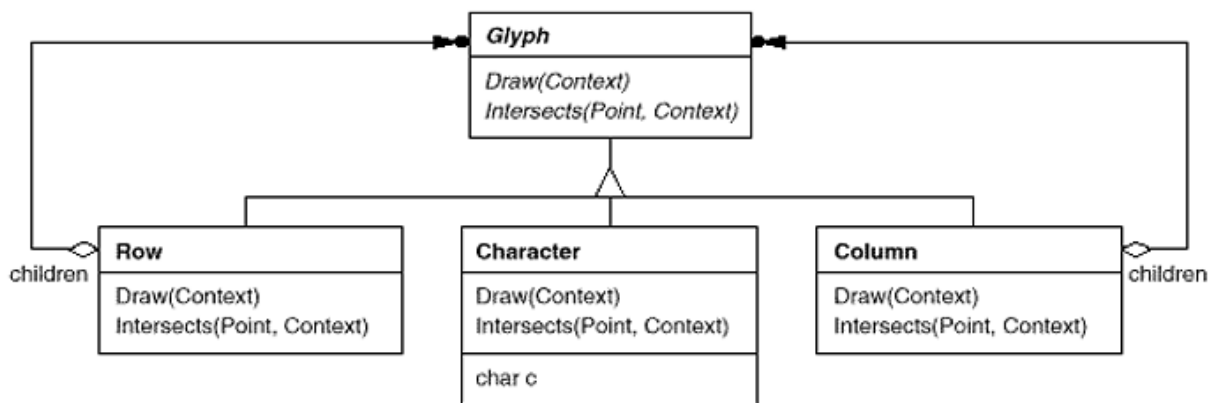 Glyph
Draw(Context)
Intersects(Point, Context)
Row
Draw(Context)
Intersects(Point, Context)
children
Character
Draw(Context)
Intersects(Point, Context)
char c
Column
Draw(Context)
Intersects(Point, Context)
children